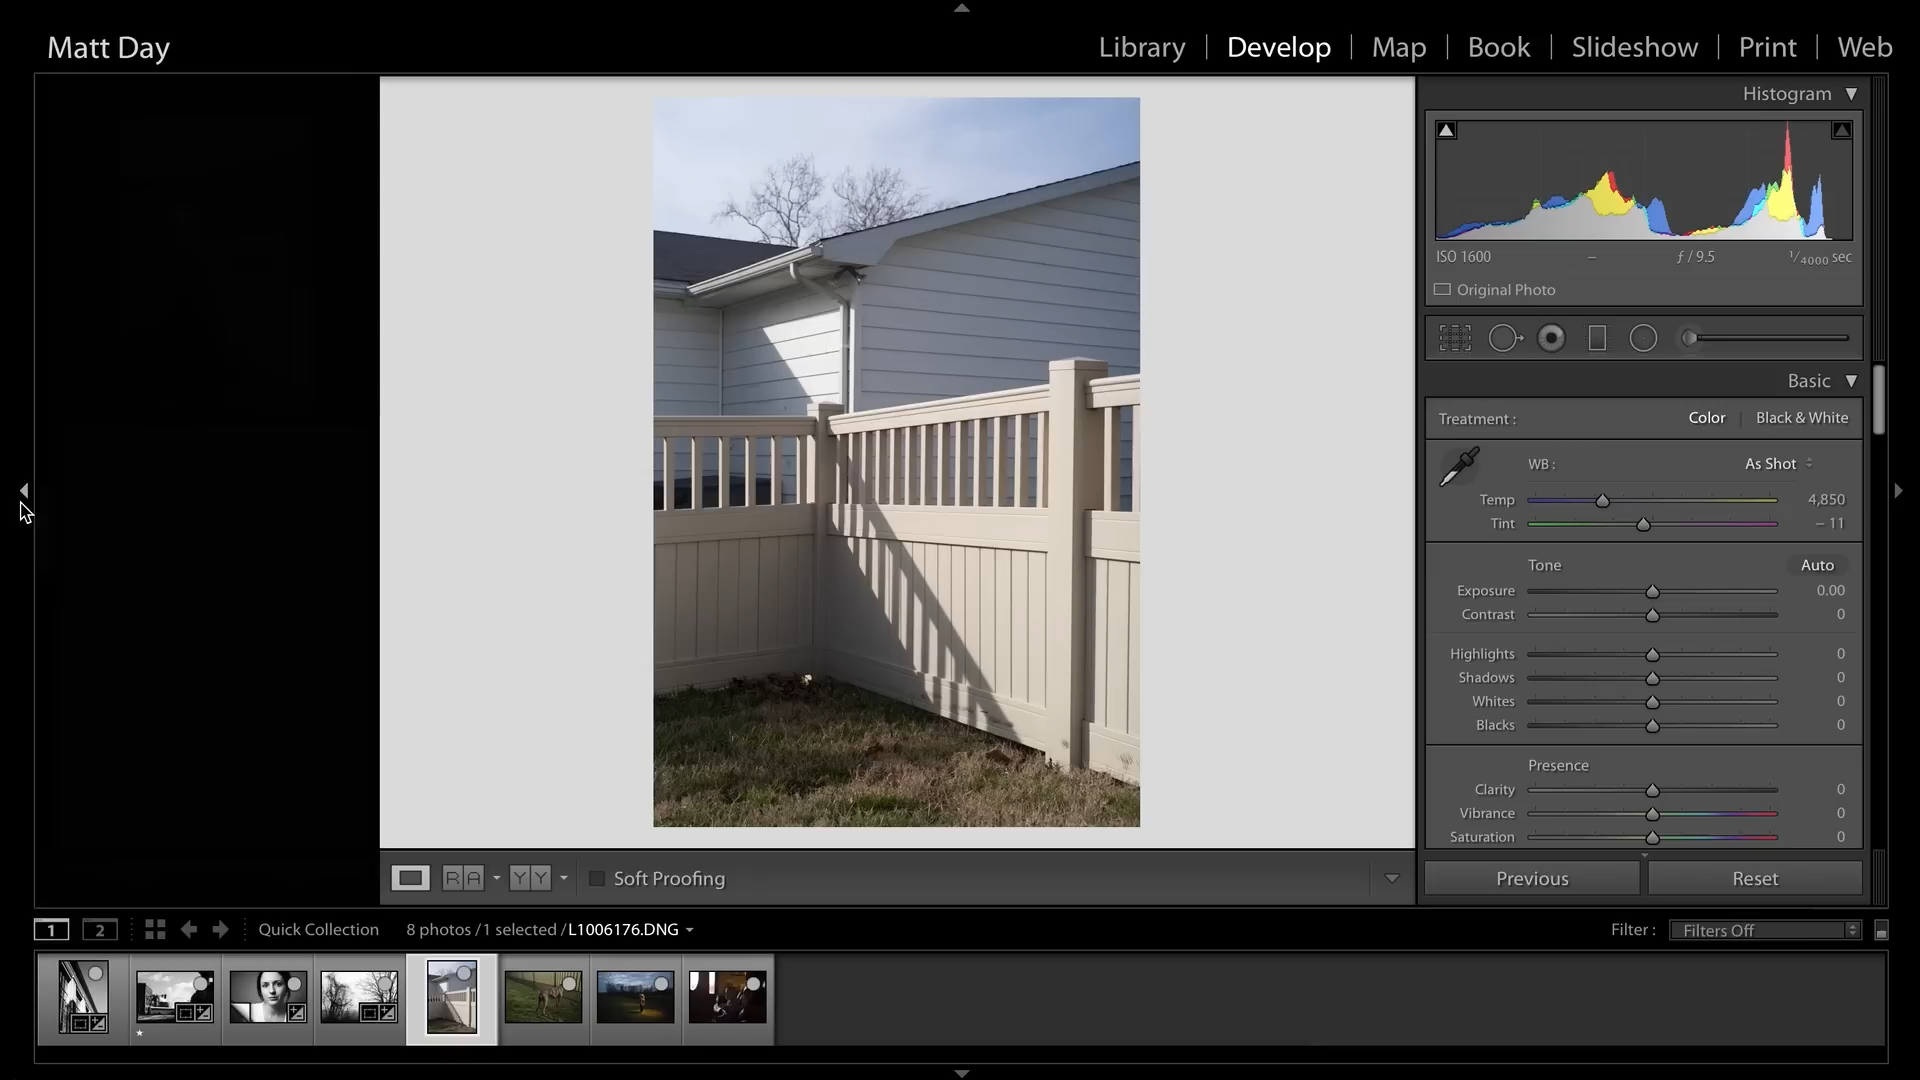 Matt Day
Library | Develop | Map | Book | Slideshow | Print | Web
Histogram
ISO 1600 – ƒ / 9.5 1/4000 sec
Original Photo
Basic
Treatment : Color | Black & White
WB : As Shot
Temp 4,850
Tint – 11
Tone Auto
Exposure 0.00
Contrast 0
Highlights 0
Shadows 0
Whites 0
Blacks 0
Presence
Clarity 0
Vibrance 0
Saturation 0
R A Y Y Soft Proofing
Previous Reset
1 2 Quick Collection 8 photos / 1 selected / L1006176.DNG Filter : Filters Off